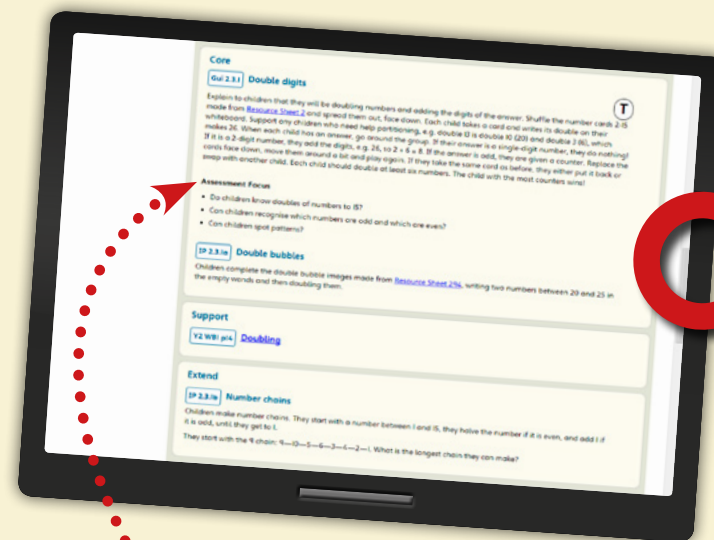 Core
Gui 2.3.1 Double digits
T
Explain to children that they will be doubling numbers and adding the digits of the answer. Shuffle the number cards 2–15
made from Resource Sheet 2 and spread them out, face down. Each child takes a card and writes its double on their
whiteboard. Support any children who need help partitioning, e.g. double 13 is double 10 (20) and double 3 (6), which
makes 26. When each child has an answer, go around the group. If their answer is a single-digit number, they do nothing!
If it is a 2-digit number, they add the digits, e.g. 26, so 2 + 6 = 8. If the answer is odd, they are given a counter. Replace the
cards face down, move them around a bit and play again. If they take the same card as before, they either put it back or
swap with another child. Each child should double at least six numbers. The child with the most counters wins!
Assessment Focus
• Do children know doubles of numbers to 15?
• Can children recognise which numbers are odd and which are even?
• Can children spot patterns?
IP 2.3.1a Double bubbles
Children complete the double bubble images made from Resource Sheet 294, writing two numbers between 20 and 25 in
the empty wands and then doubling them.
Support
Y2 WB1 p14 Doubling
Extend
IP 2.3.1b Number chains
Children make number chains. They start with a number between 1 and 15, they halve the number if it is even, and add 1 if
it is odd, until they get to 1.
They start with the 9 chain: 9—10—5—6—3—4—2—1. What is the longest chain they can make?